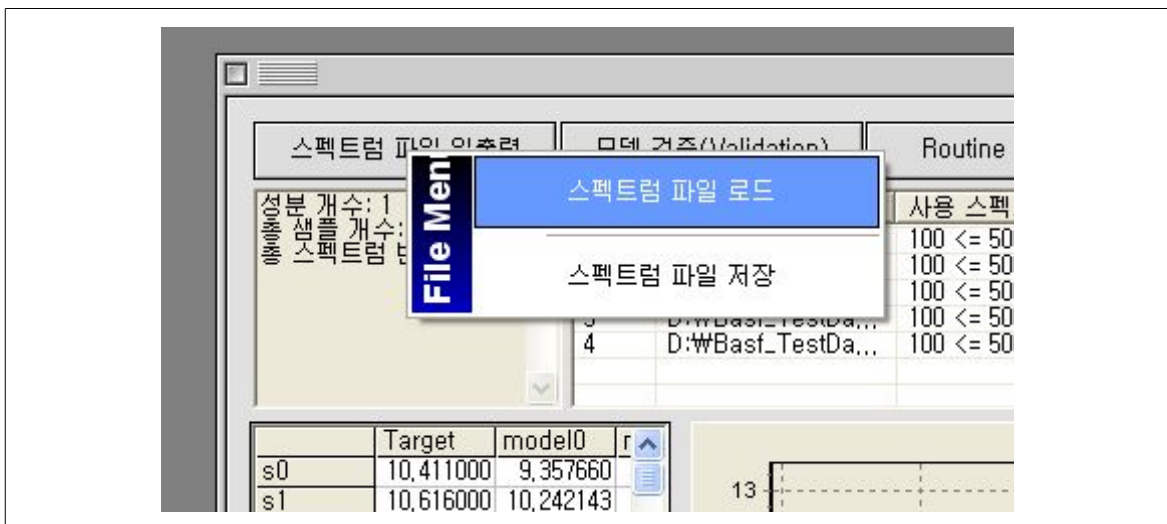 스펙트럼 파일 입출력
모델 검증(Validation)
Routine
File Menu
스펙트럼 파일 로드
스펙트럼 파일 저장
성분 개수: 1
총 샘플 개수:
총 스펙트럼
사용 스펙
100 <= 50
100 <= 50
100 <= 50
3 D:₩Basf_TestDa... 100 <= 50
4 D:₩Basf_TestDa... 100 <= 50
Target model0
s0 10.411000 9.357660
s1 10.616000 10.242143
13